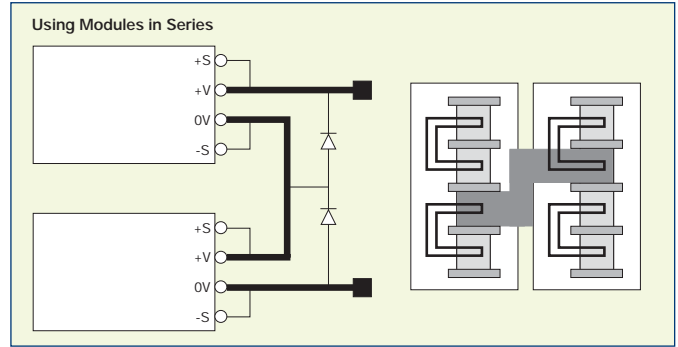 Using Modules in Series
+S
+V
0V
-S
+S
+V
0V
-S